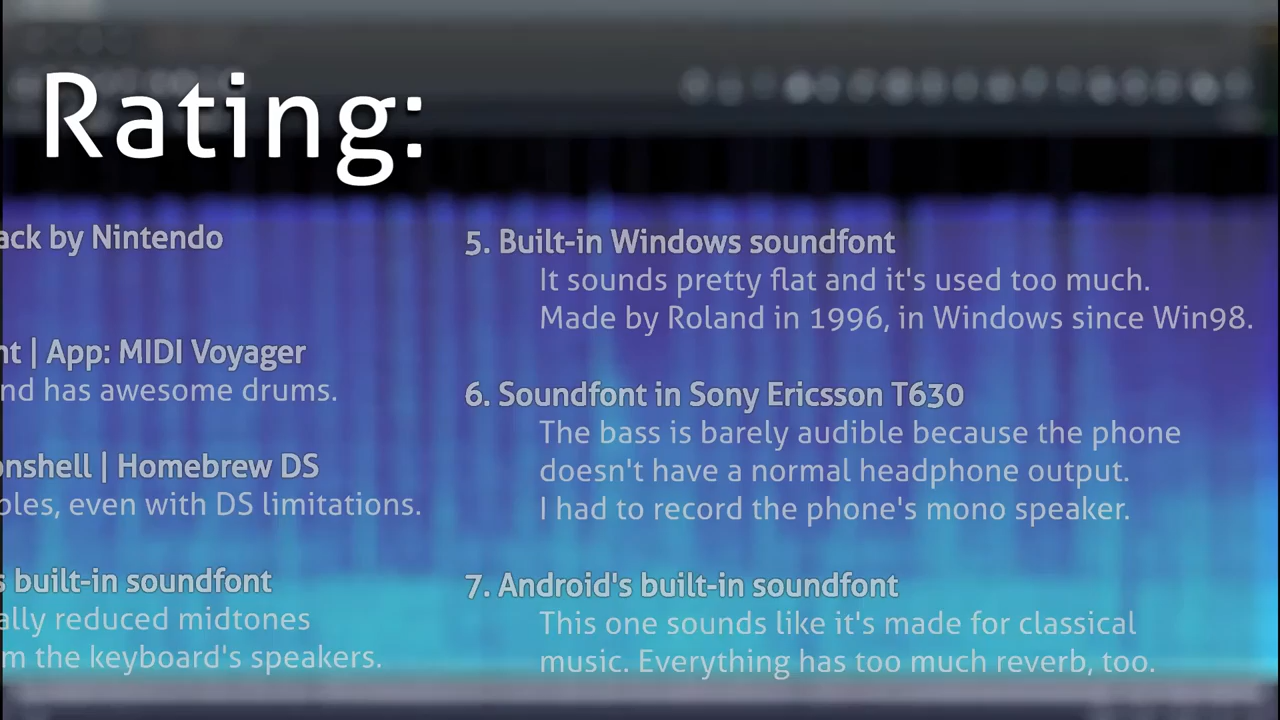 Rating:
ack by Nintendo
nt | App: MIDI Voyager
nd has awesome drums.
onshell | Homebrew DS
ples, even with DS limitations.
s built-in soundfont
ally reduced midtones
m the keyboard's speakers.
5. Built-in Windows soundfont
It sounds pretty flat and it's used too much.
Made by Roland in 1996, in Windows since Win98.
6. Soundfont in Sony Ericsson T630
The bass is barely audible because the phone
doesn't have a normal headphone output.
I had to record the phone's mono speaker.
7. Android's built-in soundfont
This one sounds like it's made for classical
music. Everything has too much reverb, too.